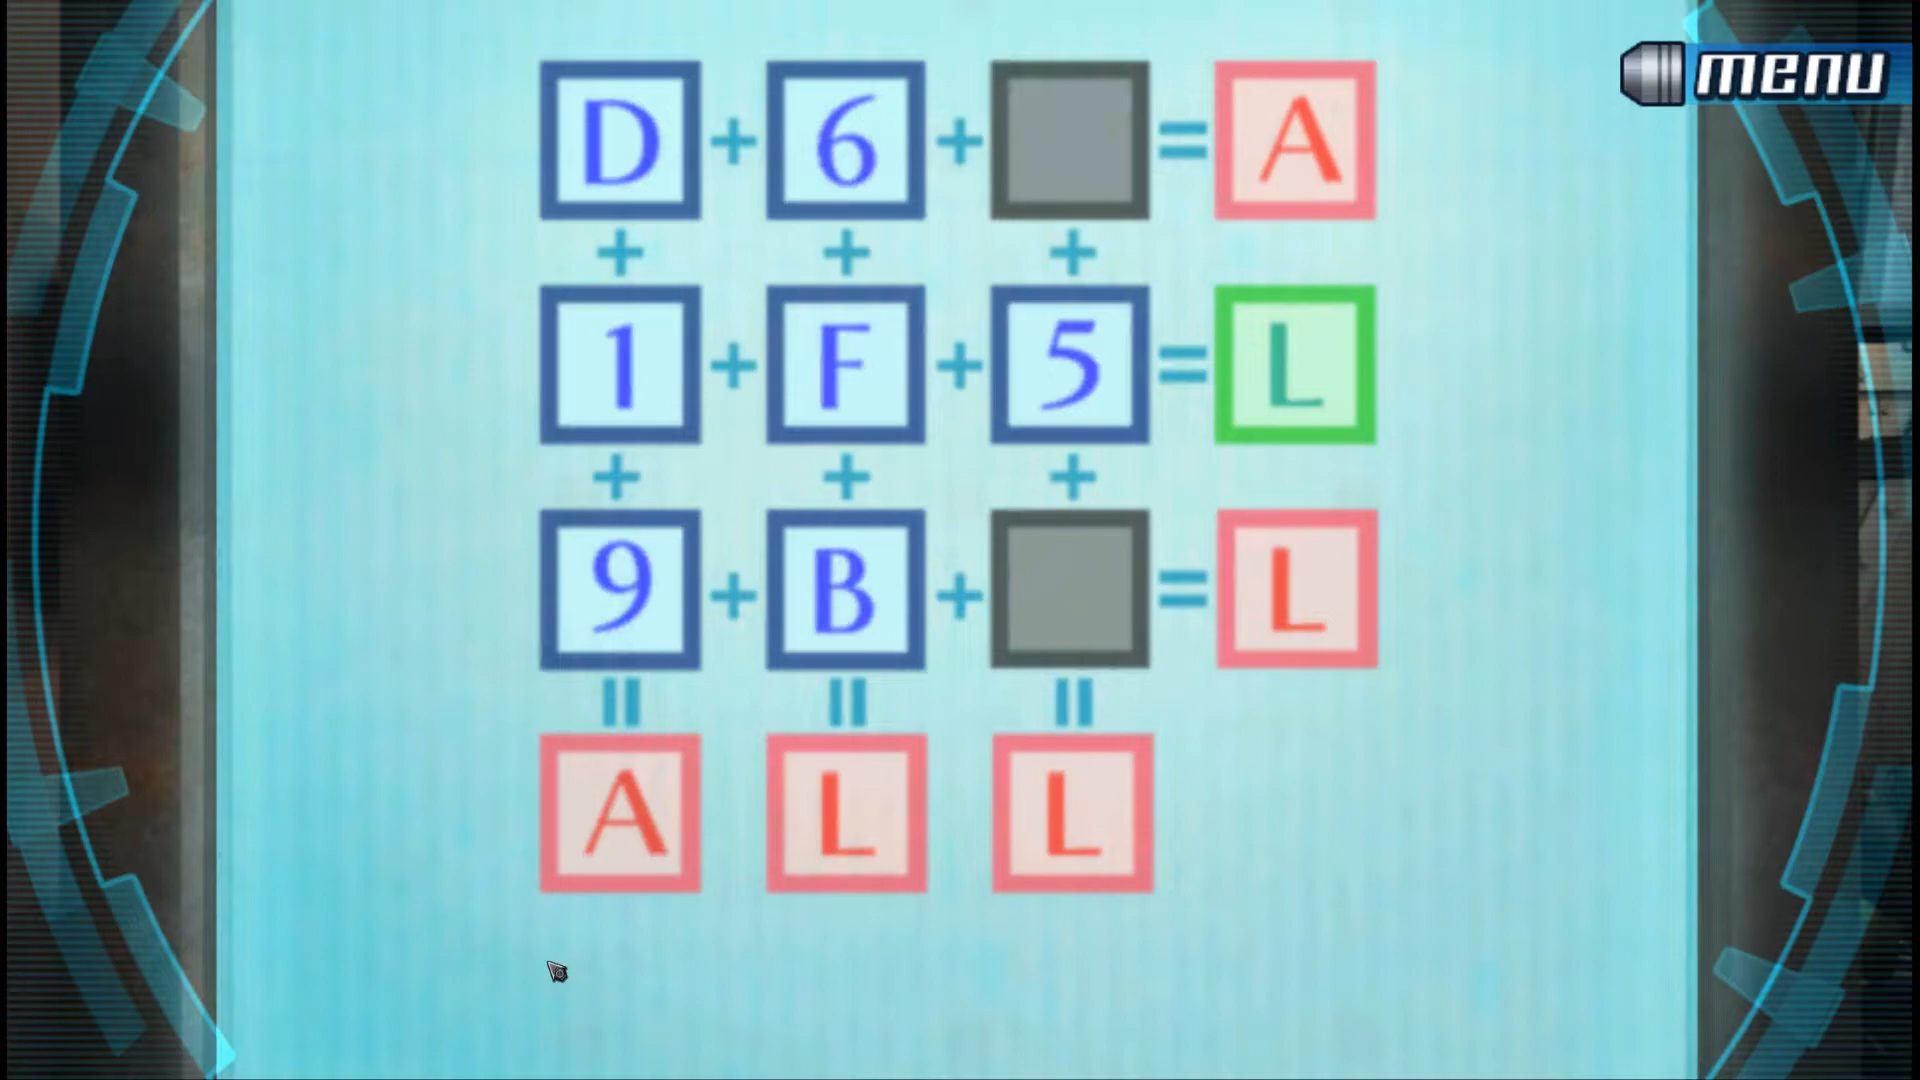 MENU
D + 6 + = A
+ + +
1 + F + 5 = L
+ + +
9 + B + = L
= = =
A L L